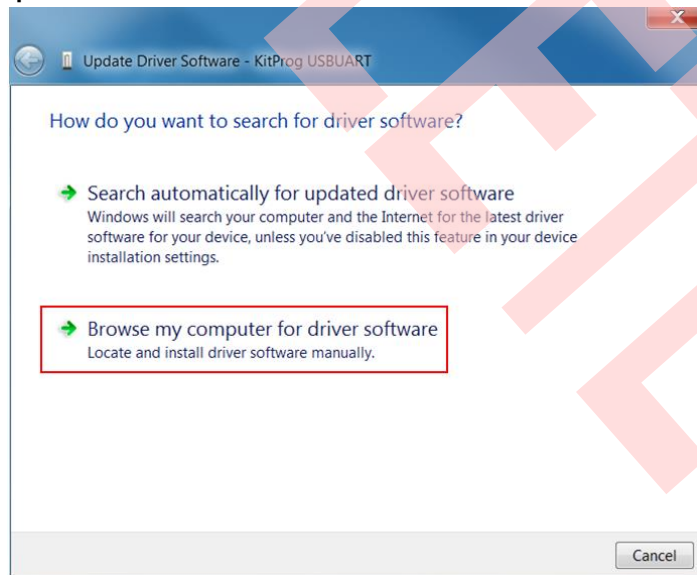 Update Driver Software - KitProg USBUART
How do you want to search for driver software?
Search automatically for updated driver software
Windows will search your computer and the Internet for the latest driver
software for your device, unless you've disabled this feature in your device
installation settings.
Browse my computer for driver software
Locate and install driver software manually.
Cancel